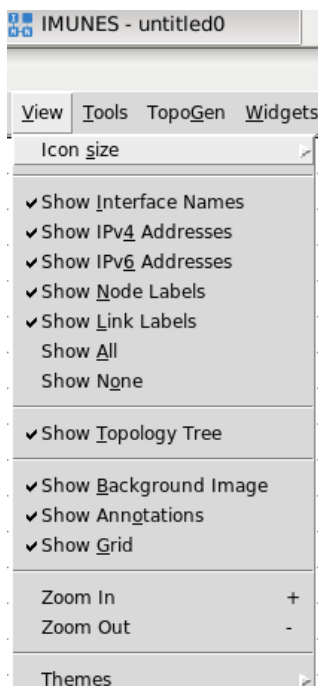 IMUNES - untitled0
View Tools TopoGen Widgets
Icon size
✔ Show Interface Names
✔ Show IPv4 Addresses
✔ Show IPv6 Addresses
✔ Show Node Labels
✔ Show Link Labels
Show All
Show None
✔ Show Topology Tree
✔ Show Background Image
✔ Show Annotations
✔ Show Grid
Zoom In +
Zoom Out -
Themes